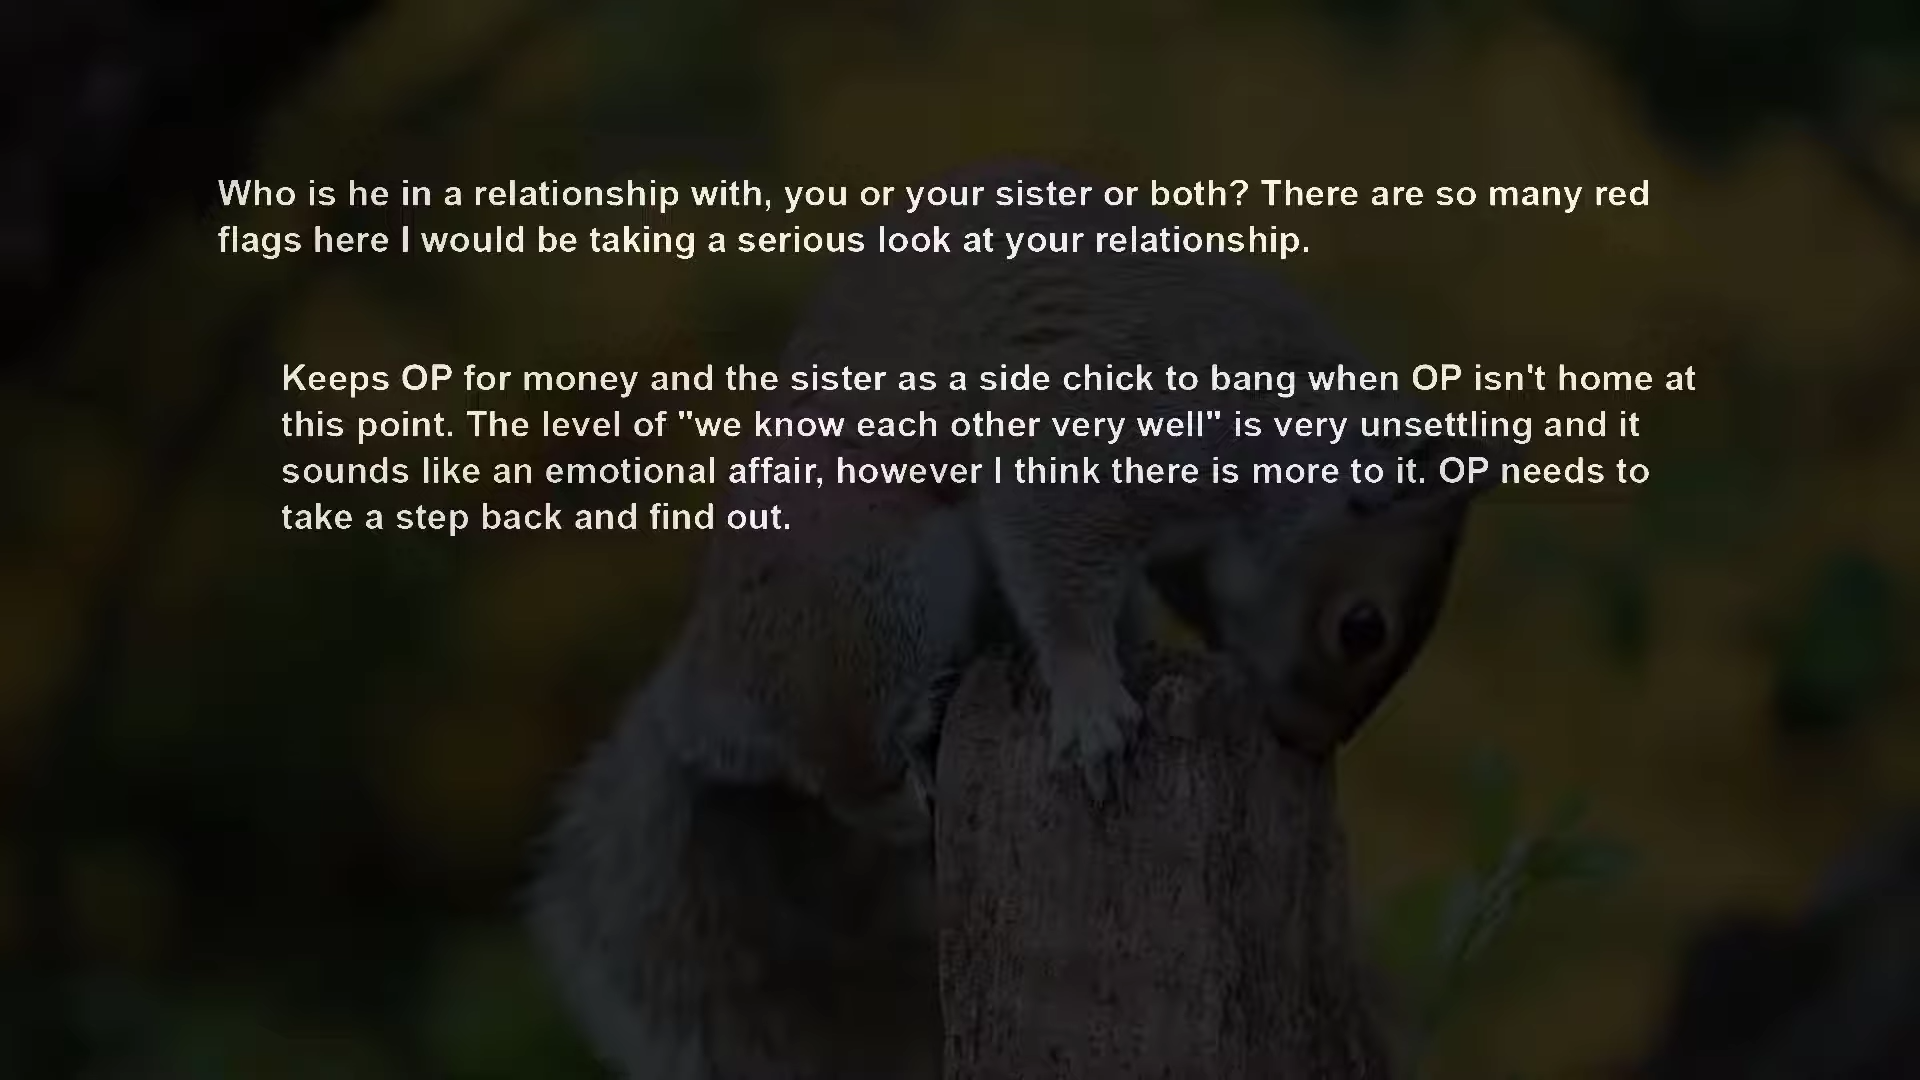 Who is he in a relationship with, you or your sister or both? There are so many red
flags here I would be taking a serious look at your relationship.
Keeps OP for money and the sister as a side chick to bang when OP isn't home at
this point. The level of "we know each other very well" is very unsettling and it
sounds like an emotional affair, however I think there is more to it. OP needs to
take a step back and find out.